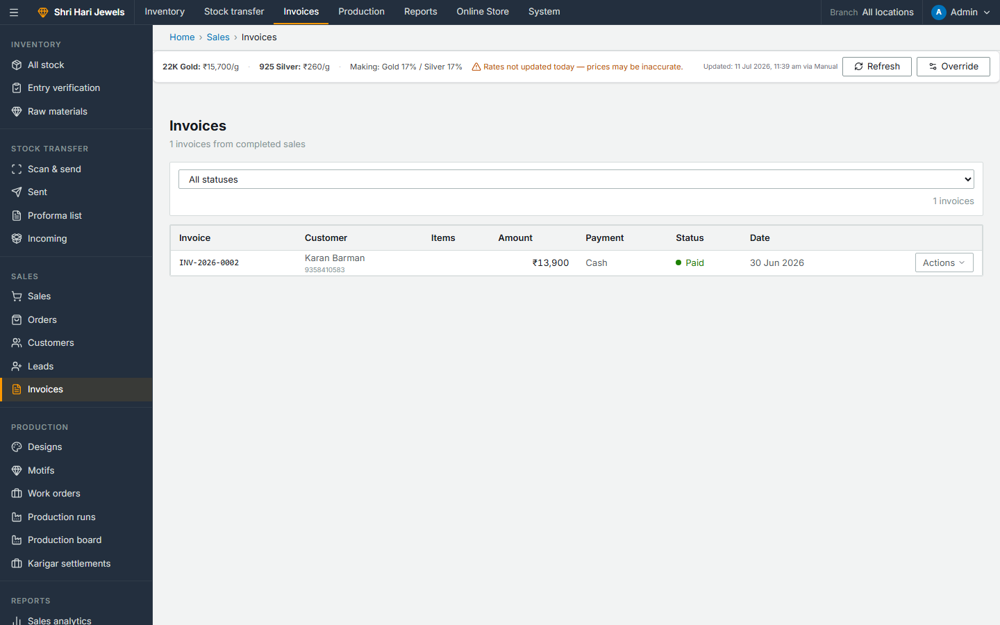 Shri Hari Jewels
Inventory
Stock transfer
Invoices
Production
Reports
Online Store
System
Branch All locations
A Admin
INVENTORY
All stock
Entry verification
Raw materials
STOCK TRANSFER
Scan & send
Sent
Proforma list
Incoming
SALES
Sales
Orders
Customers
Leads
Invoices
PRODUCTION
Designs
Motifs
Work orders
Production runs
Production board
Karigar settlements
REPORTS
Sales analytics
Home › Sales › Invoices
22K Gold: ₹15,700/g · 925 Silver: ₹260/g · Making: Gold 17% / Silver 17% Rates not updated today — prices may be inaccurate. Updated: 11 Jul 2026, 11:39 am via Manual Refresh Override
Invoices
1 invoices from completed sales
All statuses
1 invoices
Invoice Customer Items Amount Payment Status Date
INV-2026-0002 Karan Barman ₹13,900 Cash Paid 30 Jun 2026 Actions
9358410583